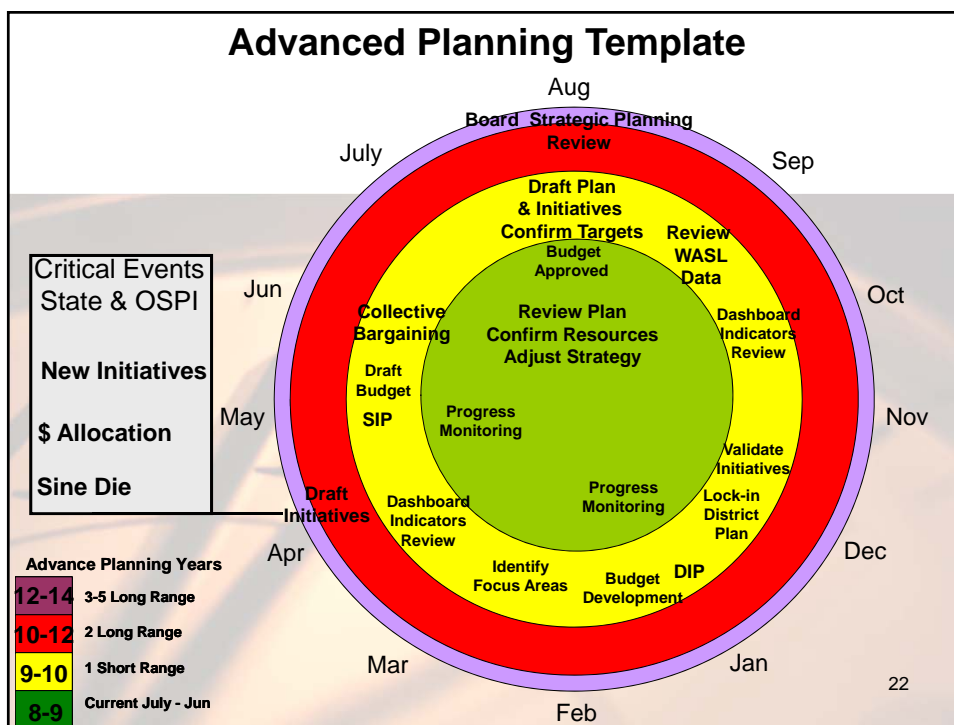 Advanced Planning Template
Aug
Board Strategic Planning
Review
July
Sep
Draft Plan
& Initiatives
Confirm Targets
Review
WASL
Data
Budget
Approved
Critical Events
State & OSPI
New Initiatives
$ Allocation
Sine Die
Jun
Oct
Collective
Bargaining
Review Plan
Confirm Resources
Adjust Strategy
Dashboard
Indicators
Review
Draft
Budget
SIP
May
Nov
Progress
Monitoring
Validate
Initiatives
Progress
Monitoring
Lock-in
District
Plan
Draft
Initiatives
Dashboard
Indicators
Review
Apr
Dec
Identify
Focus Areas
Budget
Development
DIP
Mar
Jan
Feb
Advance Planning Years
12-14 3-5 Long Range
10-12 2 Long Range
9-10 1 Short Range
8-9 Current July - Jun
22